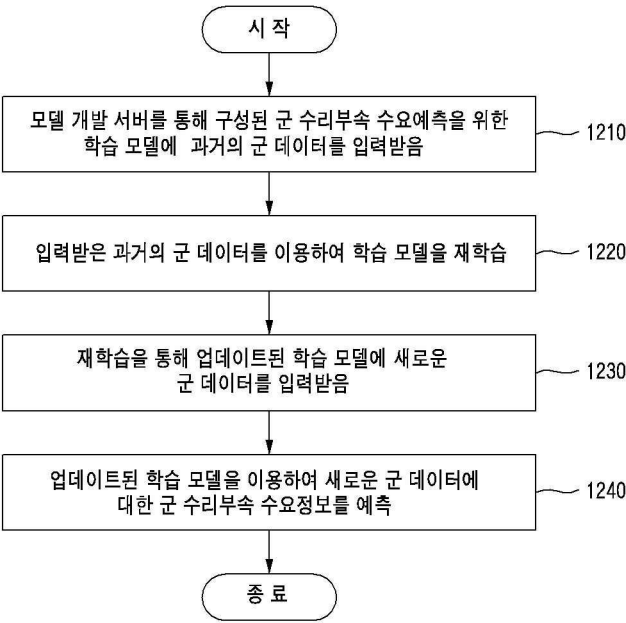 시 작
모델 개발 서버를 통해 구성된 군 수리부속 수요예측을 위한
학습 모델에 과거의 군 데이터를 입력받음
1210
입력받은 과거의 군 데이터를 이용하여 학습 모델을 재학습
1220
재학습을 통해 업데이트된 학습 모델에 새로운
군 데이터를 입력받음
1230
업데이트된 학습 모델을 이용하여 새로운 군 데이터에
대한 군 수리부속 수요정보를 예측
1240
종 료